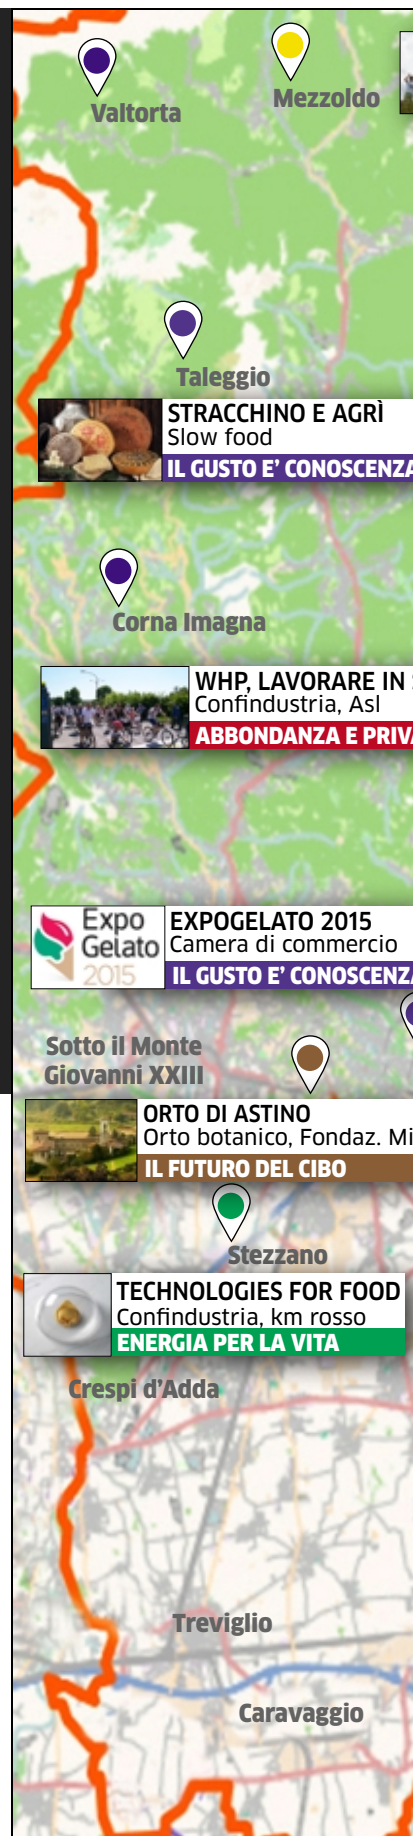 Valtorta
Mezzoldo
Taleggio
STRACCHINO E AGRÌ
Slow food
IL GUSTO E' CONOSCENZA
Corna Imagna
WHP, LAVORARE IN
Confindustria, Asl
ABBONDANZA E PRIVA
Expo
Gelato
2015
EXPOGELATO 2015
Camera di commercio
IL GUSTO E' CONOSCENZA
Sotto il Monte
Giovanni XXIII
ORTO DI ASTINO
Orto botanico, Fondaz. Mi
IL FUTURO DEL CIBO
Stezzano
TECHNOLOGIES FOR FOOD
Confindustria, km rosso
ENERGIA PER LA VITA
Crespi d'Adda
Treviglio
Caravaggio